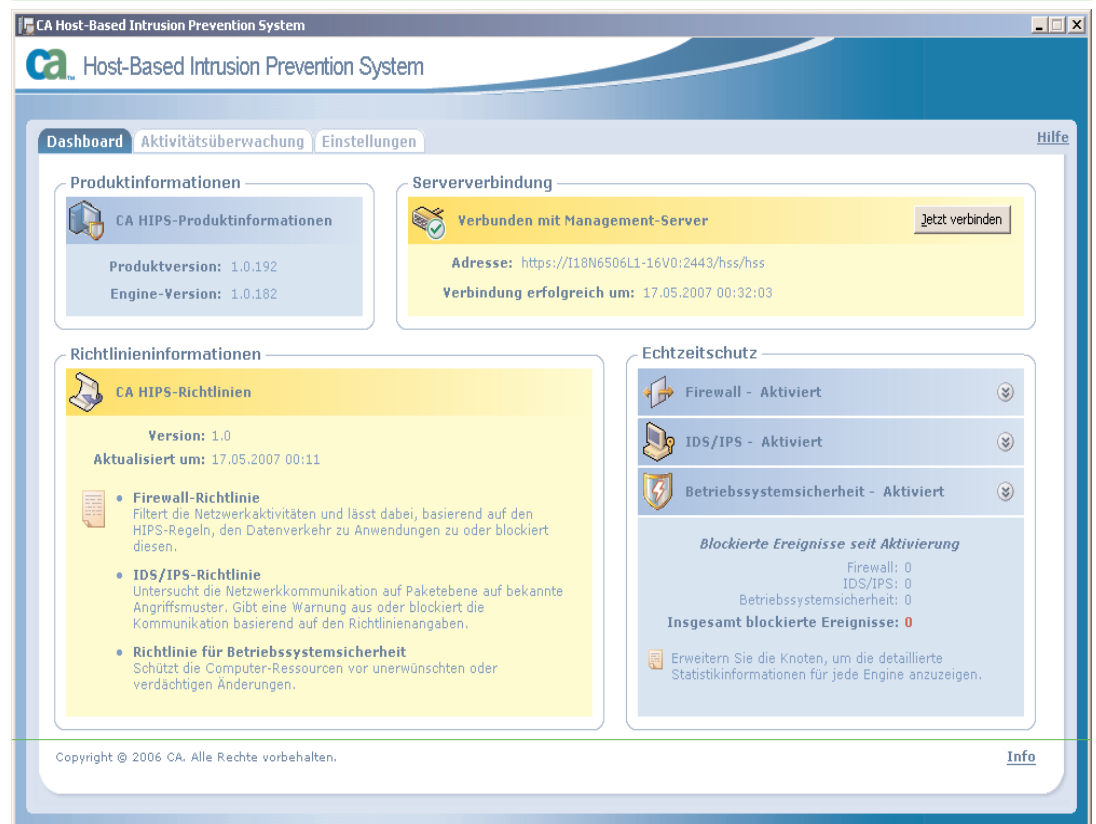 CA Host-Based Intrusion Prevention System
ca™ Host-Based Intrusion Prevention System
Dashboard Aktivitätsüberwachung Einstellungen Hilfe
Produktinformationen
CA HIPS-Produktinformationen
Produktversion: 1.0.192
Engine-Version: 1.0.182
Serververbindung
Verbunden mit Management-Server
Jetzt verbinden
Adresse: https://I18N6506L1-16V0:2443/hss/hss
Verbindung erfolgreich um: 17.05.2007 00:32:03
Richtlinieninformationen
CA HIPS-Richtlinien
Version: 1.0
Aktualisiert um: 17.05.2007 00:11
• Firewall-Richtlinie
Filtert die Netzwerkaktivitäten und lässt dabei, basierend auf den
HIPS-Regeln, den Datenverkehr zu Anwendungen zu oder blockiert
diesen.
• IDS/IPS-Richtlinie
Untersucht die Netzwerkkommunikation auf Paketebene auf bekannte
Angriffsmuster. Gibt eine Warnung aus oder blockiert die
Kommunikation basierend auf den Richtlinienangaben.
• Richtlinie für Betriebssystemsicherheit
Schützt die Computer-Ressourcen vor unerwünschten oder
verdächtigen Änderungen.
Echtzeitschutz
Firewall - Aktiviert
IDS/IPS - Aktiviert
Betriebssystemsicherheit - Aktiviert
Blockierte Ereignisse seit Aktivierung
Firewall: 0
IDS/IPS: 0
Betriebssystemsicherheit: 0
Insgesamt blockierte Ereignisse: 0
Erweitern Sie die Knoten, um die detaillierte
Statistikinformationen für jede Engine anzuzeigen.
Copyright © 2006 CA. Alle Rechte vorbehalten.
Info